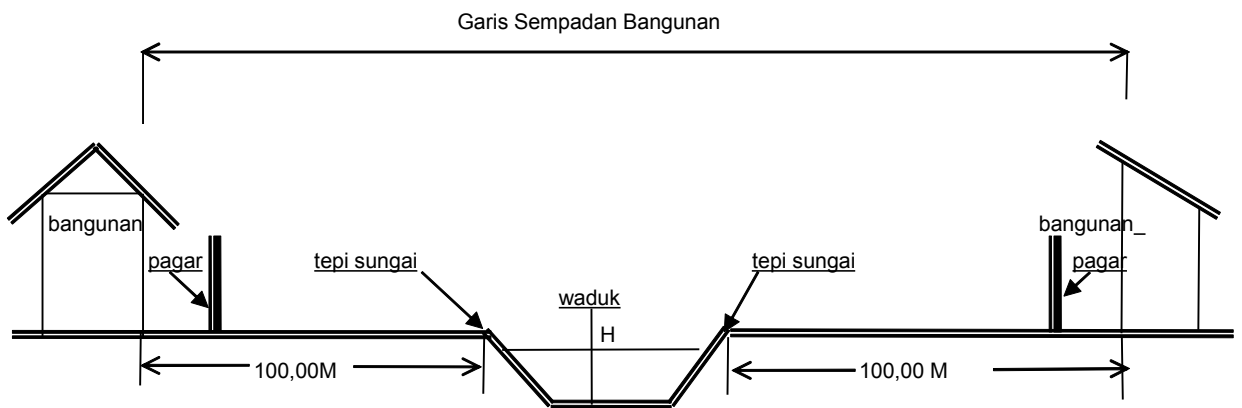 Garis Sempadan Bangunan
bangunan
bangunan_
pagar
tepi sungai
tepi sungai
pagar
waduk
H
100,00M
100,00 M